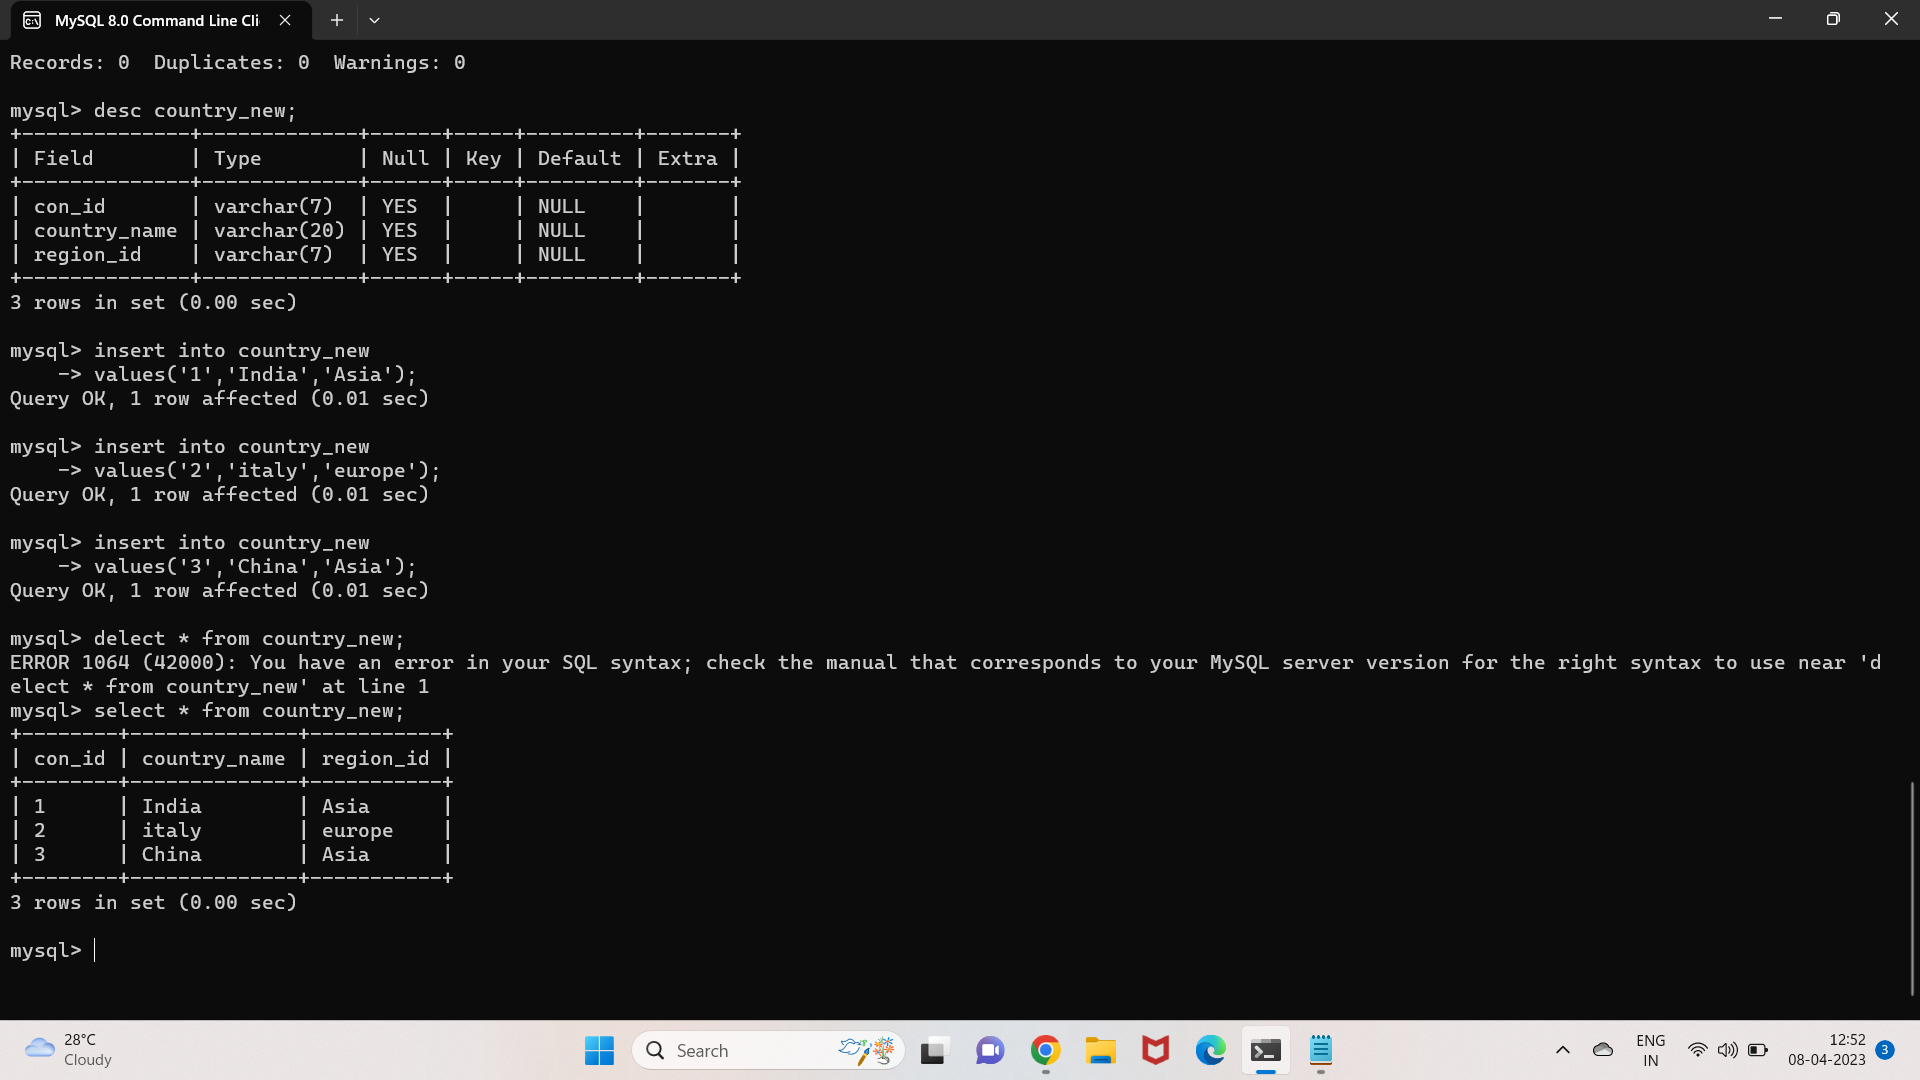 MySQL 8.0 Command Line Cli
Records: 0  Duplicates: 0  Warnings: 0
mysql> desc country_new;
+--------------+-------------+------+-----+---------+-------+
| Field        | Type        | Null | Key | Default | Extra |
+--------------+-------------+------+-----+---------+-------+
| con_id       | varchar(7)  | YES  |     | NULL    |       |
| country_name | varchar(20) | YES  |     | NULL    |       |
| region_id    | varchar(7)  | YES  |     | NULL    |       |
+--------------+-------------+------+-----+---------+-------+
3 rows in set (0.00 sec)
mysql> insert into country_new
    -> values('1','India','Asia');
Query OK, 1 row affected (0.01 sec)
mysql> insert into country_new
    -> values('2','italy','europe');
Query OK, 1 row affected (0.01 sec)
mysql> insert into country_new
    -> values('3','China','Asia');
Query OK, 1 row affected (0.01 sec)
mysql> delect * from country_new;
ERROR 1064 (42000): You have an error in your SQL syntax; check the manual that corresponds to your MySQL server version for the right syntax to use near 'd
elect * from country_new' at line 1
mysql> select * from country_new;
+--------+--------------+-----------+
| con_id | country_name | region_id |
+--------+--------------+-----------+
| 1      | India        | Asia      |
| 2      | italy        | europe    |
| 3      | China        | Asia      |
+--------+--------------+-----------+
3 rows in set (0.00 sec)
mysql>
28°C
Cloudy
Search
ENG
IN
12:52
08-04-2023
3